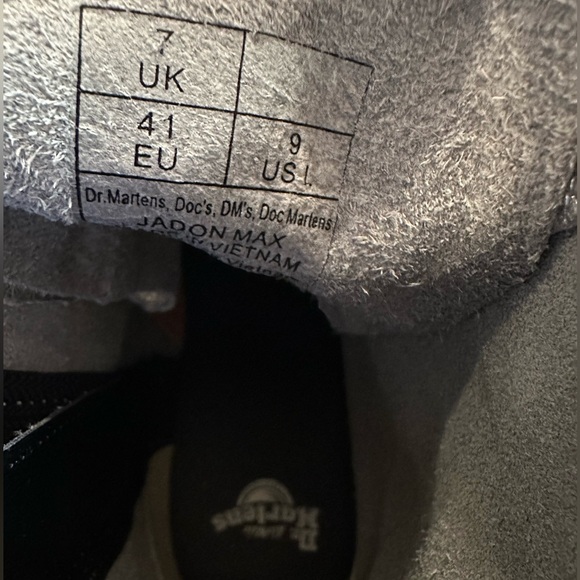 7
UK
41
EU
9
US L
Dr.Martens, Doc's, DM's, Doc Martens
JADON MAX
VIETNAM
Dr.
Martens